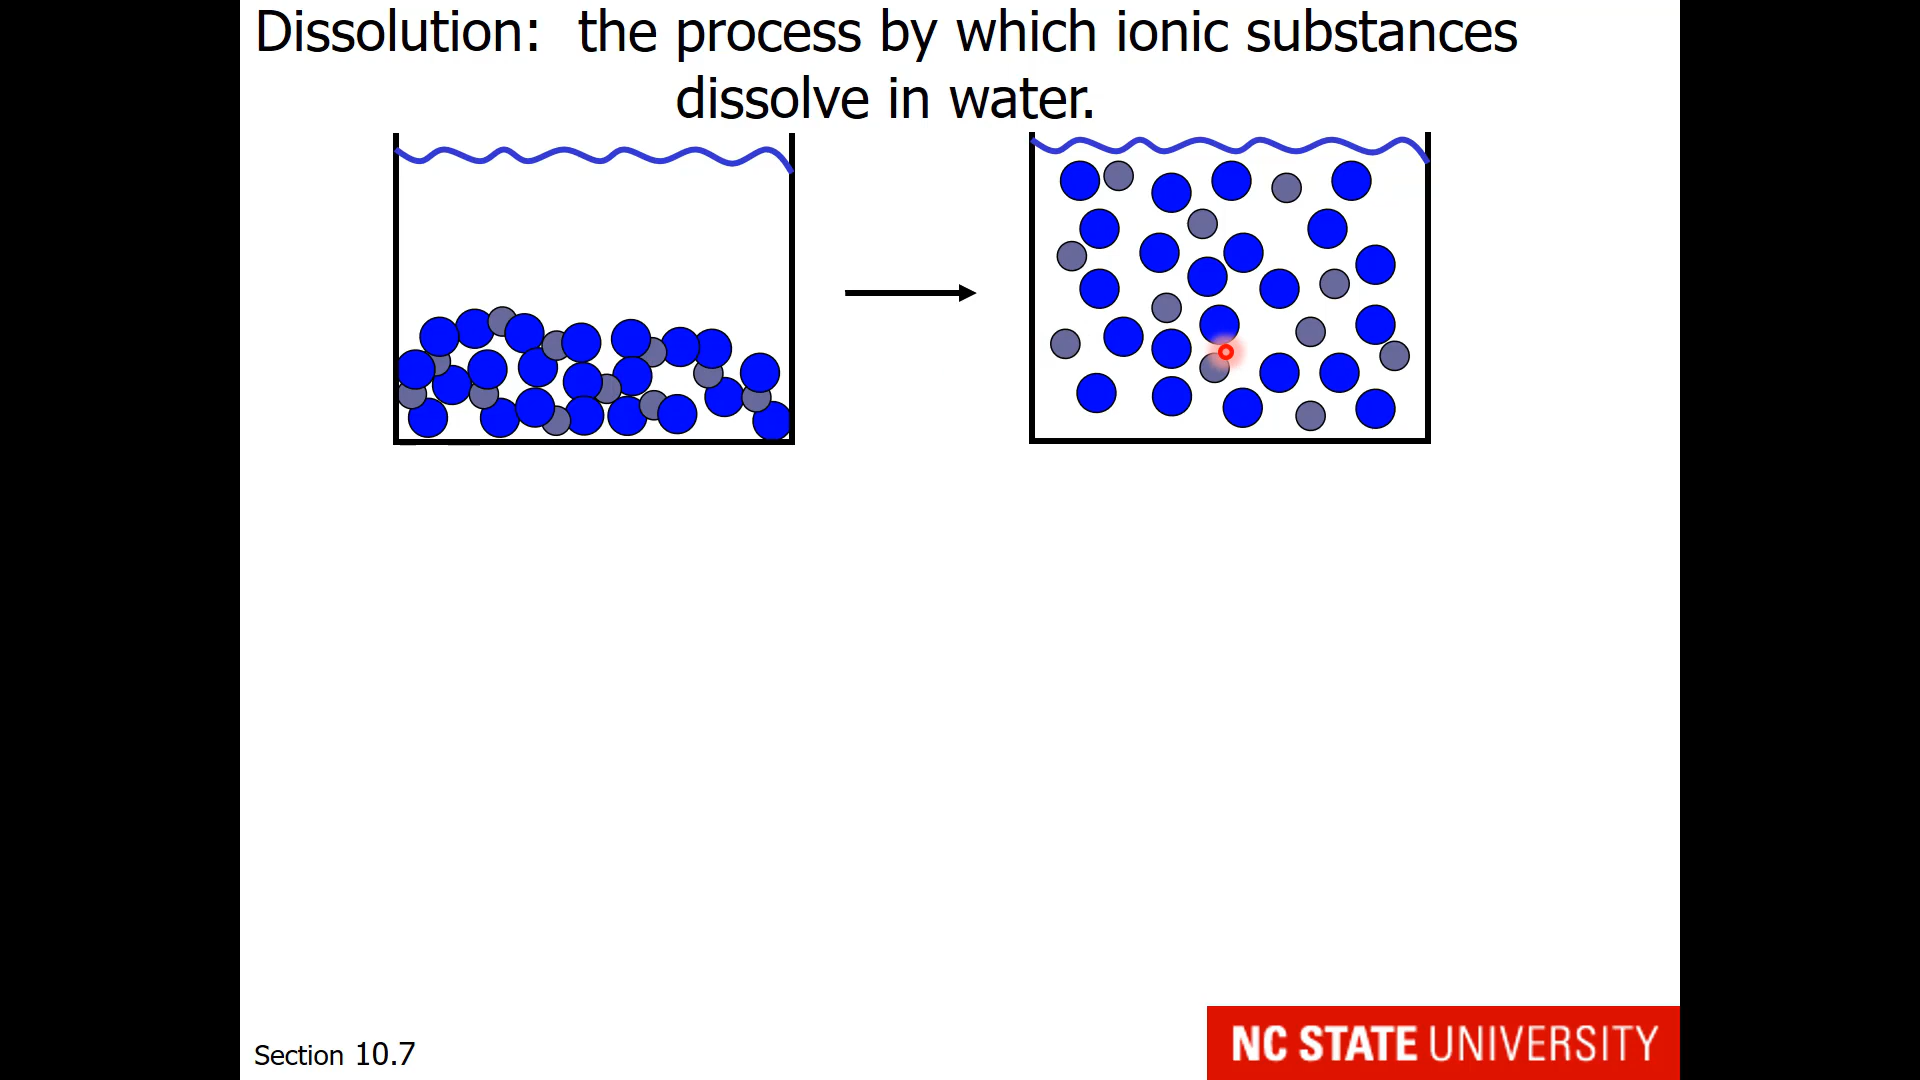 Dissolution: the process by which ionic substances
dissolve in water.
Section 10.7
NC STATE UNIVERSITY